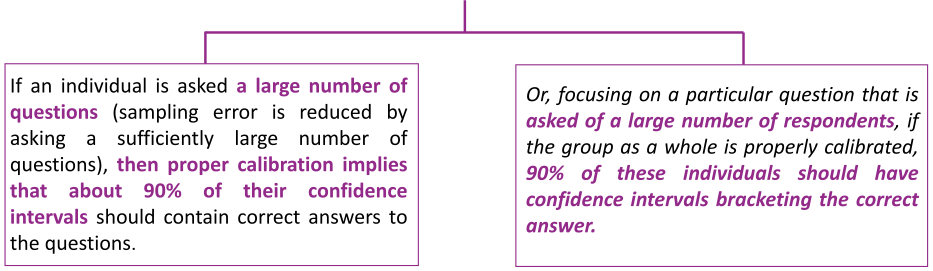 If an individual is asked a large number of
questions (sampling error is reduced by
asking a sufficiently large number of
questions), then proper calibration implies
that about 90% of their confidence
intervals should contain correct answers to
the questions.
Or, focusing on a particular question that is
asked of a large number of respondents, if
the group as a whole is properly calibrated,
90% of these individuals should have
confidence intervals bracketing the correct
answer.